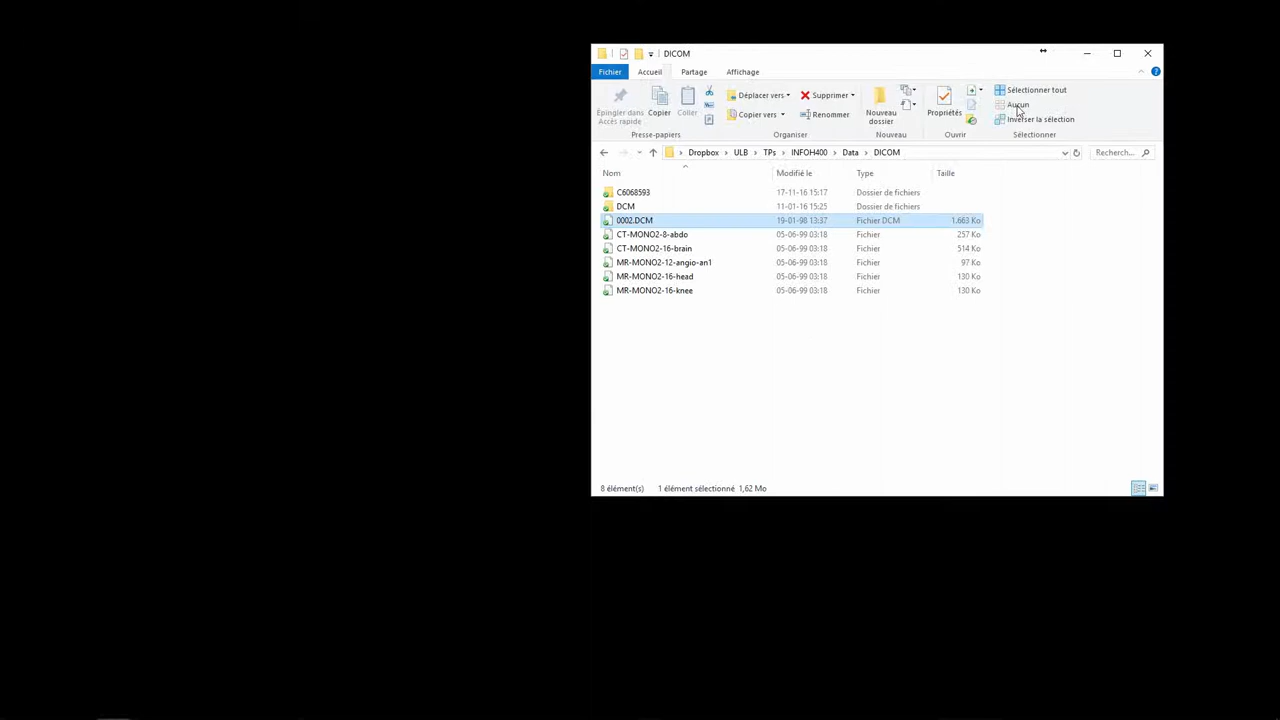 DICOM
Fichier Accueil Partage Affichage
Épingler dans Accès rapide Copier Coller
Déplacer vers Copier vers Supprimer Renommer
Nouveau dossier
Propriétés
Sélectionner tout
Aucun
Inverser la sélection
Presse-papiers Organiser Nouveau Ouvrir Sélectionner
Dropbox > ULB > TPs > INFOH400 > Data > DICOM Recherch...
Nom Modifié le Type Taille
C6068593 17-11-16 15:17 Dossier de fichiers
DCM 11-01-16 15:25 Dossier de fichiers
0002.DCM 19-01-98 13:37 Fichier DCM 1.663 Ko
CT-MONO2-8-abdo 05-06-99 03:18 Fichier 257 Ko
CT-MONO2-16-brain 05-06-99 03:18 Fichier 514 Ko
MR-MONO2-12-angio-an1 05-06-99 03:18 Fichier 97 Ko
MR-MONO2-16-head 05-06-99 03:18 Fichier 130 Ko
MR-MONO2-16-knee 05-06-99 03:18 Fichier 130 Ko
8 élément(s) 1 élément sélectionné 1,62 Mo